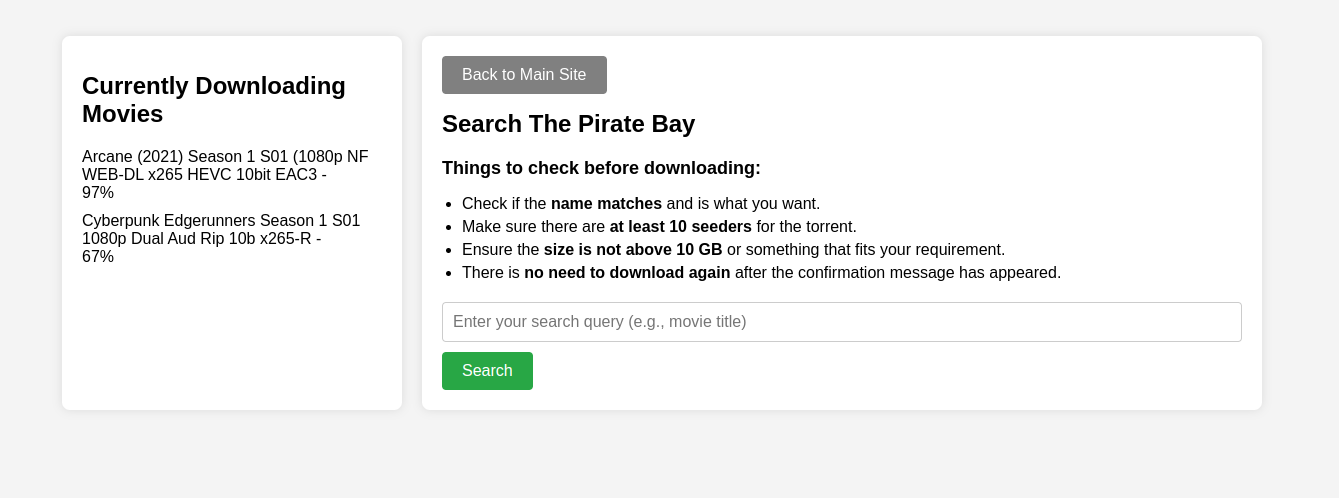 Currently Downloading
Movies
Arcane (2021) Season 1 S01 (1080p NF
WEB-DL x265 HEVC 10bit EAC3 -
97%
Cyberpunk Edgerunners Season 1 S01
1080p Dual Aud Rip 10b x265-R -
67%
Back to Main Site
Search The Pirate Bay
Things to check before downloading:
Check if the name matches and is what you want.
Make sure there are at least 10 seeders for the torrent.
Ensure the size is not above 10 GB or something that fits your requirement.
There is no need to download again after the confirmation message has appeared.
Enter your search query (e.g., movie title)
Search